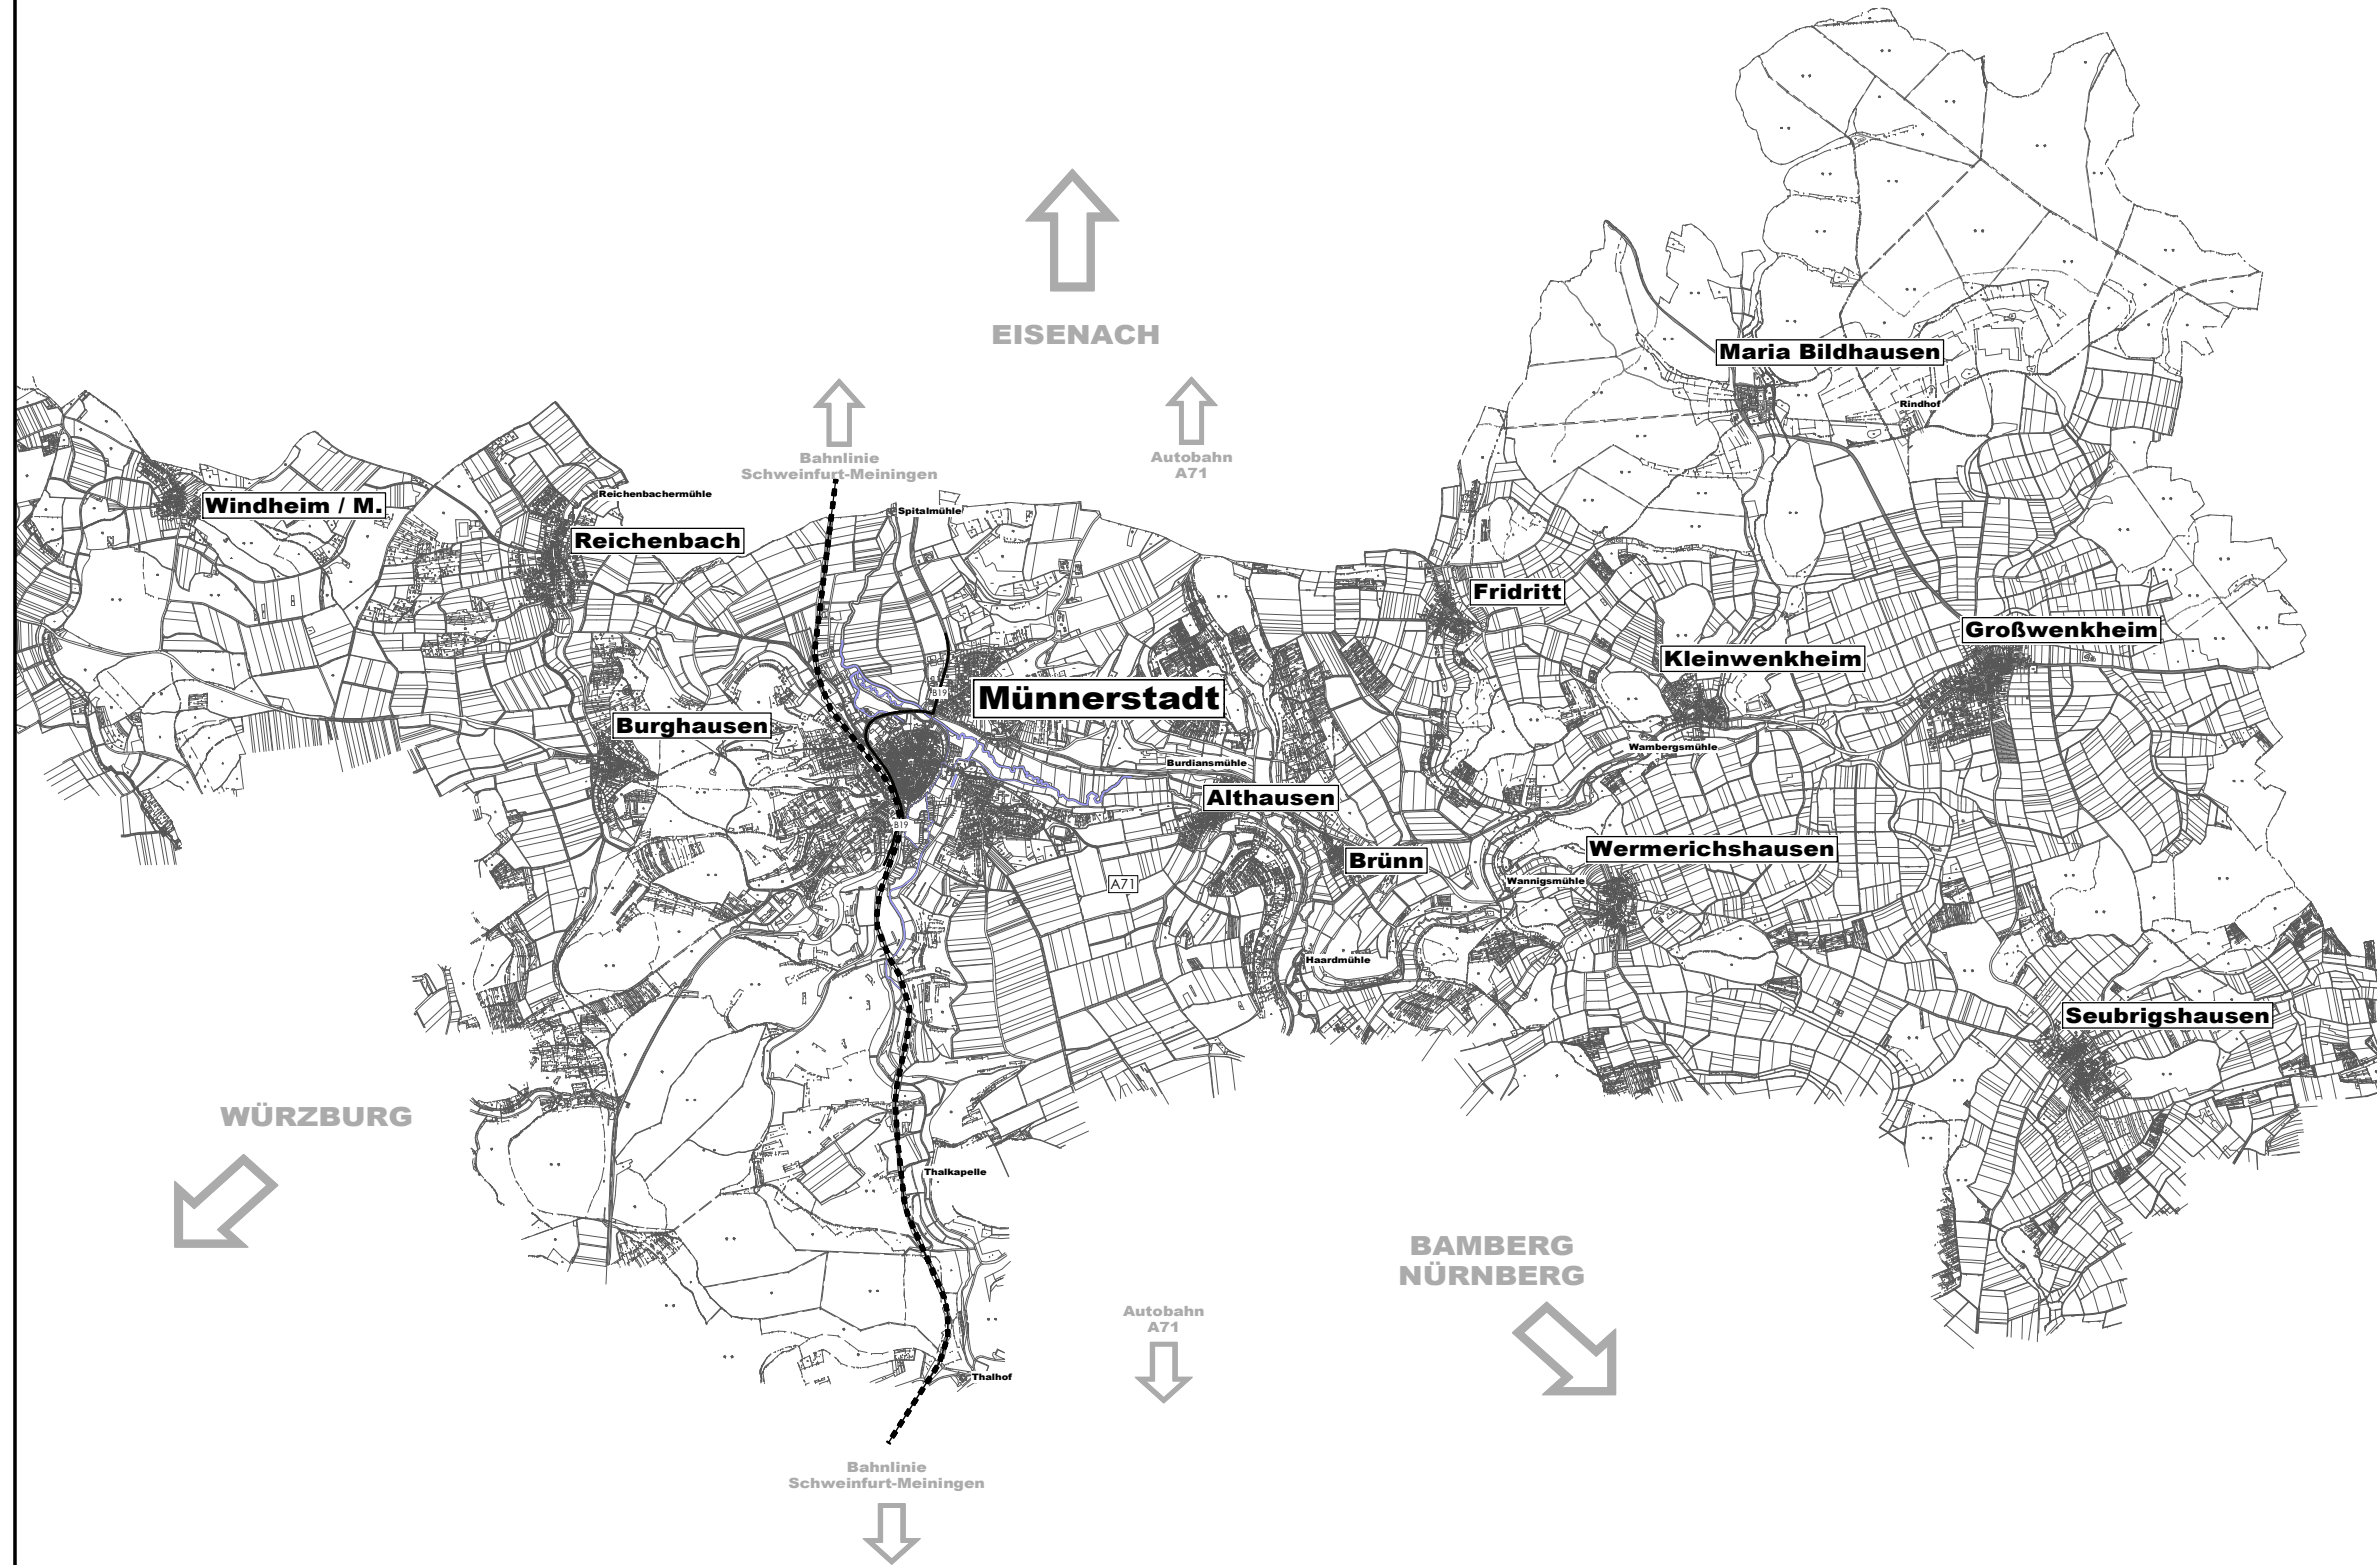 EISENACH
Maria Bildhausen
Rindhof
Bahnlinie
Schweinfurt-Meiningen
Autobahn
A71
Windheim / M.
Reichenbachermühle
Spitalmühle
Reichenbach
Fridritt
Großwenkheim
Kleinwenkheim
B19
Münnerstadt
Burghausen
Wambergsmühle
Burdiansmühle
Althausen
B19
Wermerichshausen
Brünn
Wannigsmühle
A71
Haardmühle
Seubrigshausen
WÜRZBURG
Thalkapelle
BAMBERG
NÜRNBERG
Autobahn
A71
Thalhof
Bahnlinie
Schweinfurt-Meiningen